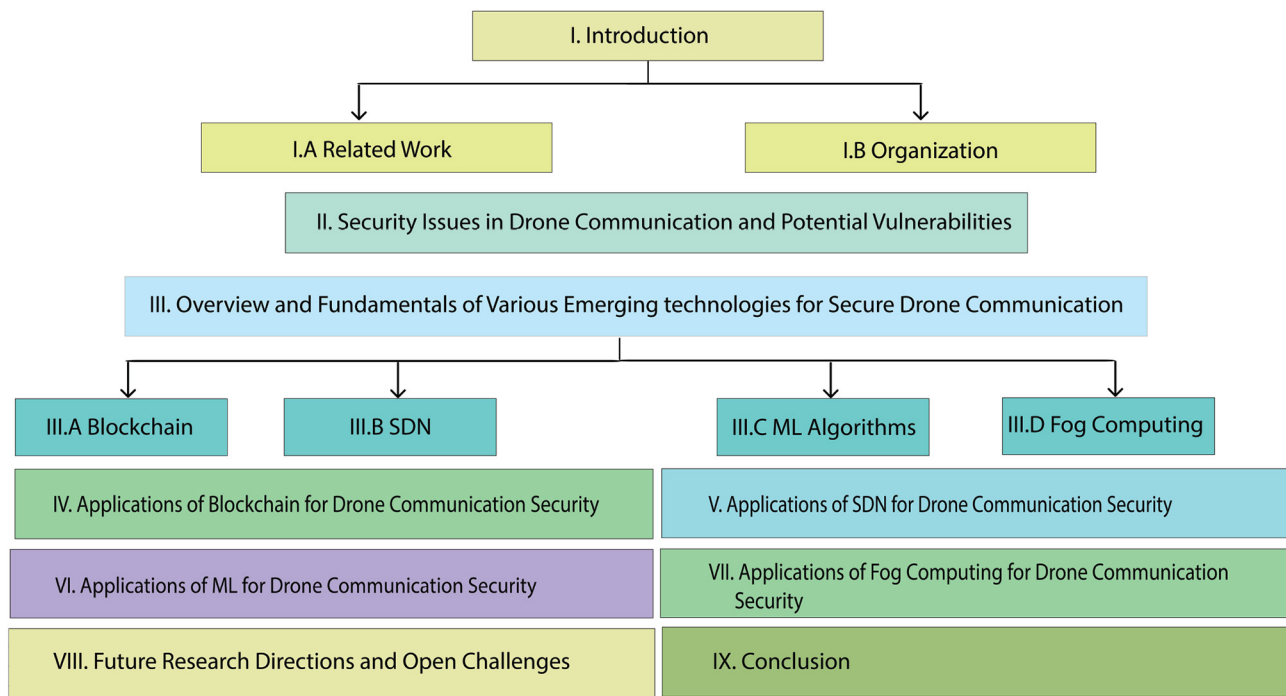 I. Introduction
I.A Related Work
I.B Organization
II. Security Issues in Drone Communication and Potential Vulnerabilities
III. Overview and Fundamentals of Various Emerging technologies for Secure Drone Communication
III.A Blockchain
III.B SDN
III.C ML Algorithms
III.D Fog Computing
IV. Applications of Blockchain for Drone Communication Security
V. Applications of SDN for Drone Communication Security
VI. Applications of ML for Drone Communication Security
VII. Applications of Fog Computing for Drone Communication
Security
VIII. Future Research Directions and Open Challenges
IX. Conclusion